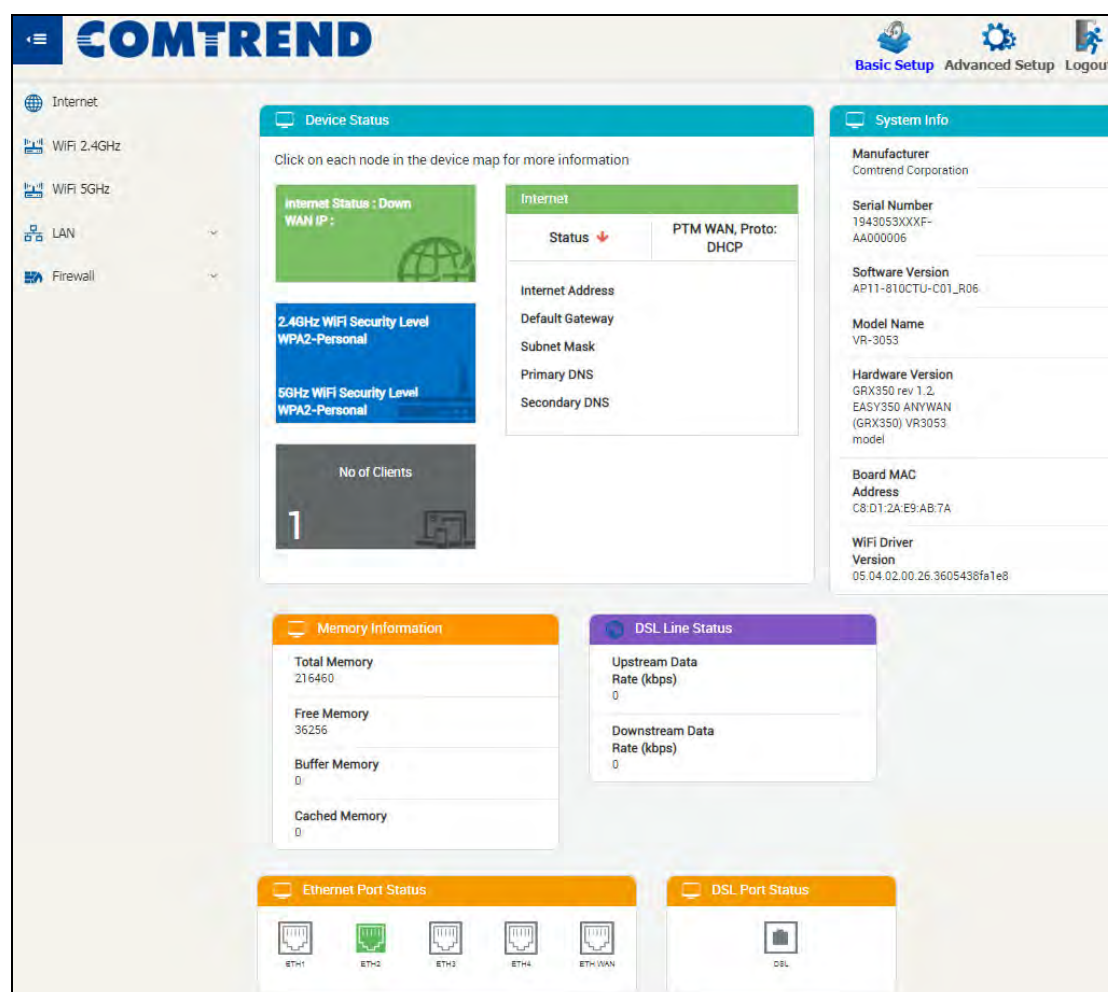 COMTREND
Basic Setup Advanced Setup Logout
Internet
WiFi 2.4GHz
WiFi 5GHz
LAN
Firewall
Device Status
Click on each node in the device map for more information
Internet Status : Down
WAN IP :
2.4GHz WiFi Security Level
WPA2-Personal
5GHz WiFi Security Level
WPA2-Personal
No of Clients
1
Internet
Status
PTM WAN, Proto:
DHCP
Internet Address
Default Gateway
Subnet Mask
Primary DNS
Secondary DNS
System Info
Manufacturer
Comtrend Corporation
Serial Number
1943053XXXF-
AA000006
Software Version
AP11-810CTU-C01_R06
Model Name
VR-3053
Hardware Version
GRX350 rev 1.2,
EASY350 ANYWAN
(GRX350) VR3053
model
Board MAC
Address
C8:D1:2A:E9:AB:7A
WiFi Driver
Version
05.04.02.00.26.3605438fa1e8
Memory Information
Total Memory
216460
Free Memory
36256
Buffer Memory
0
Cached Memory
0
DSL Line Status
Upstream Data
Rate (kbps)
0
Downstream Data
Rate (kbps)
0
Ethernet Port Status
ETH1
ETH2
ETH3
ETH4
ETH WAN
DSL Port Status
DSL